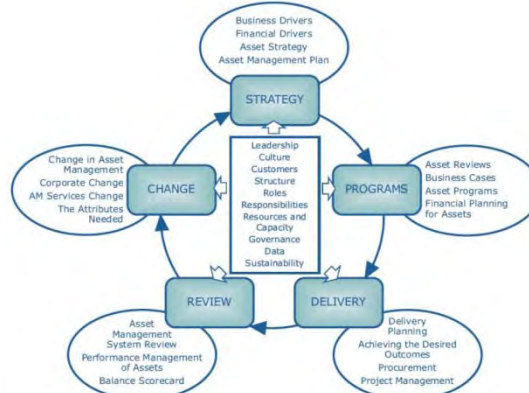 Business Drivers
Financial Drivers
Asset Strategy
Asset Management Plan
STRATEGY
Change in Asset
Management
Corporate Change
AM Services Change
The Attributes
Needed
CHANGE
Leadership
Culture
Customers
Structure
Roles
Responsibilities
Resources and
Capacity
Governance
Data
Sustainability
PROGRAMS
Asset Reviews
Business Cases
Asset Programs
Financial Planning
for Assets
REVIEW
DELIVERY
Asset
Management
System Review
Performance Management
of Assets
Balance Scorecard
Delivery
Planning
Achieving the Desired
Outcomes
Procurement
Project Management